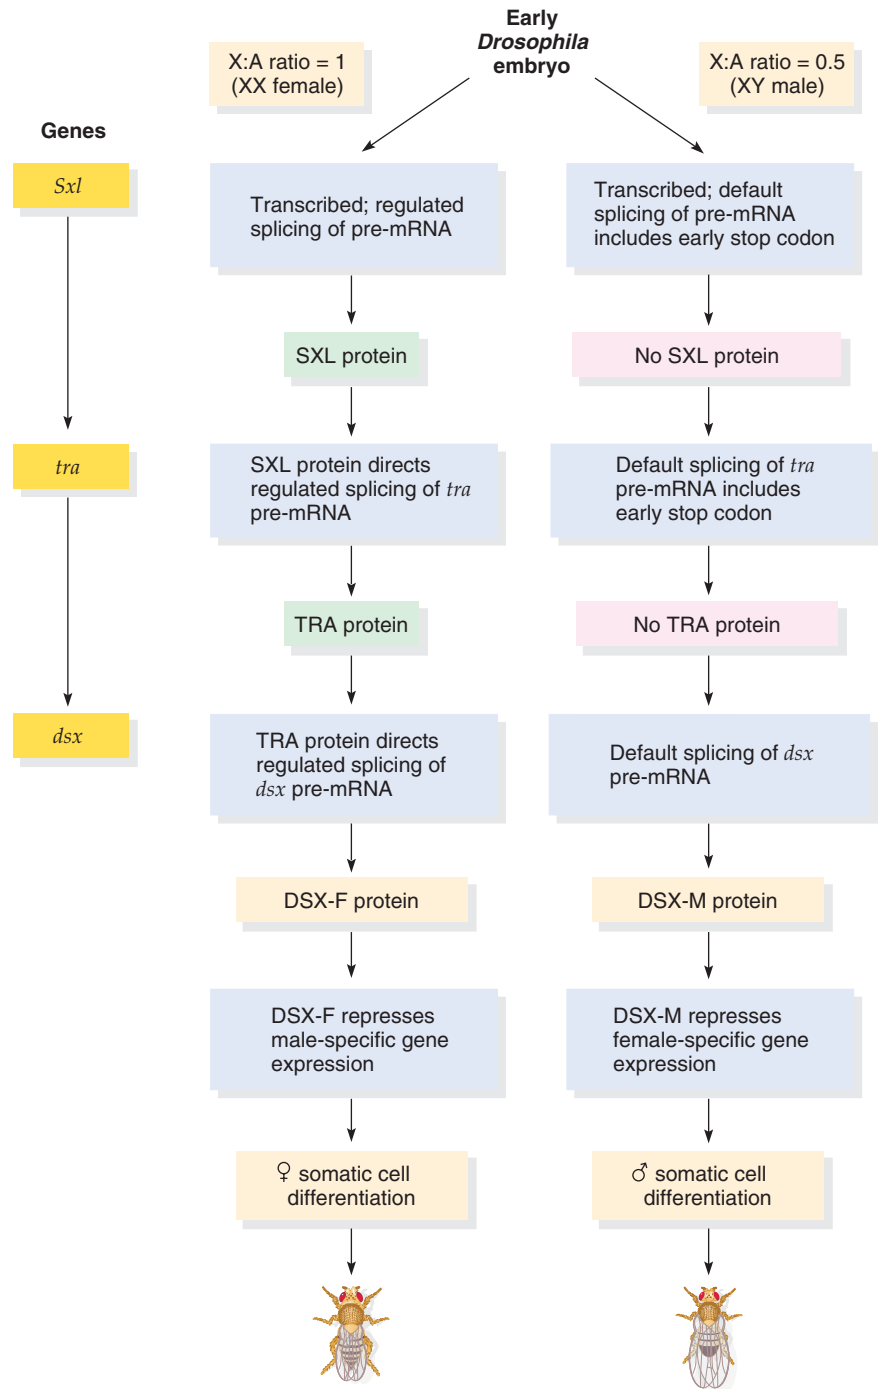 Early
Drosophila
embryo
X:A ratio = 1
(XX female)
X:A ratio = 0.5
(XY male)
Genes
Sxl
Transcribed; regulated
splicing of pre-mRNA
Transcribed; default
splicing of pre-mRNA
includes early stop codon
SXL protein
No SXL protein
tra
SXL protein directs
regulated splicing of tra
pre-mRNA
Default splicing of tra
pre-mRNA includes
early stop codon
TRA protein
No TRA protein
dsx
TRA protein directs
regulated splicing of
dsx pre-mRNA
Default splicing of dsx
pre-mRNA
DSX-F protein
DSX-M protein
DSX-F represses
male-specific gene
expression
DSX-M represses
female-specific gene
expression
♀ somatic cell
differentiation
♂ somatic cell
differentiation